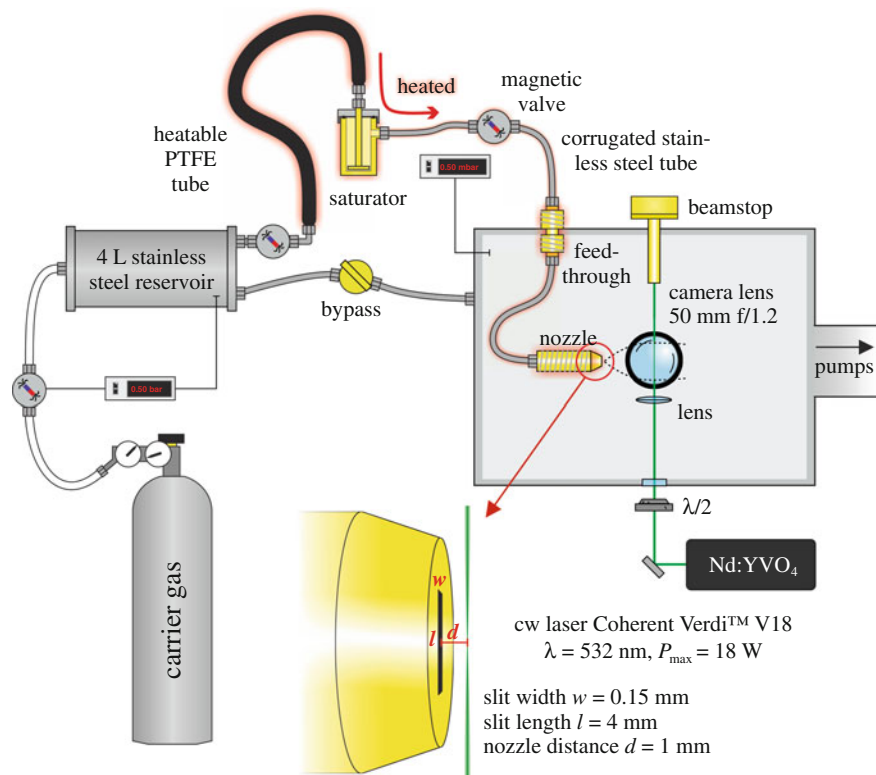 heated
magnetic
valve
heatable
PTFE
tube
corrugated stain-
less steel tube
saturator
0.50 mbar
beamstop
4 L stainless
steel reservoir
feed-
through
bypass
camera lens
50 mm f/1.2
nozzle
pumps
0.50 bar
lens
λ/2
Nd:YVO4
carrier gas
w
l
d
cw laser Coherent Verdi™ V18
λ = 532 nm, Pmax = 18 W
slit width w = 0.15 mm
slit length l = 4 mm
nozzle distance d = 1 mm